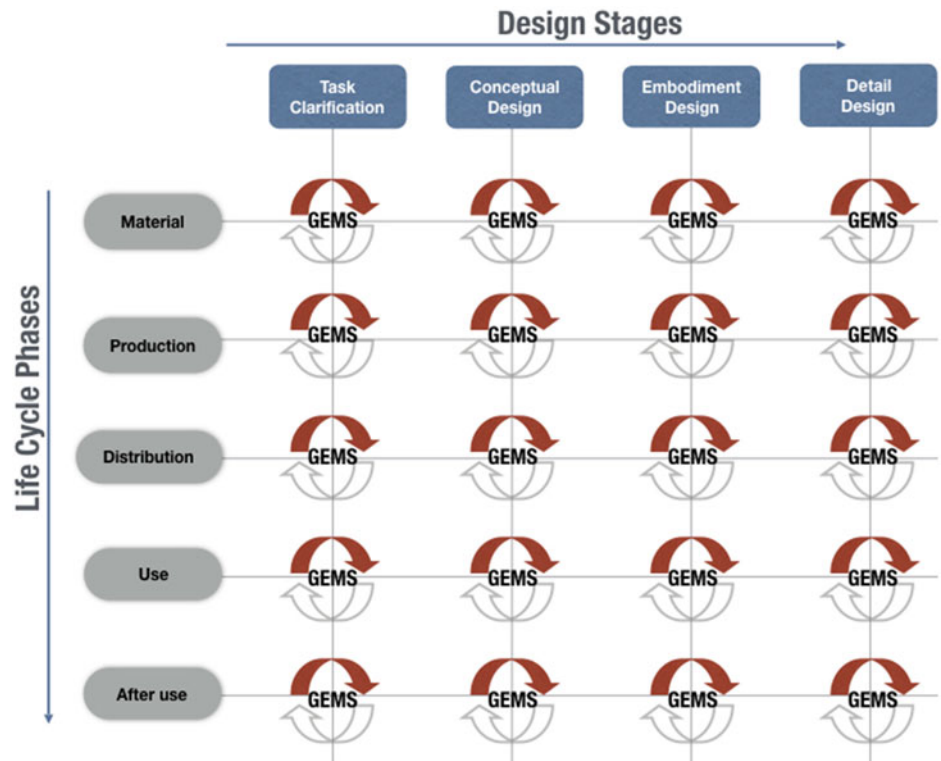 Design Stages
Task
Clarification
Conceptual
Design
Embodiment
Design
Detail
Design
Life Cycle Phases
Material
GEMS
GEMS
GEMS
GEMS
Production
GEMS
GEMS
GEMS
GEMS
Distribution
GEMS
GEMS
GEMS
GEMS
Use
GEMS
GEMS
GEMS
GEMS
After use
GEMS
GEMS
GEMS
GEMS